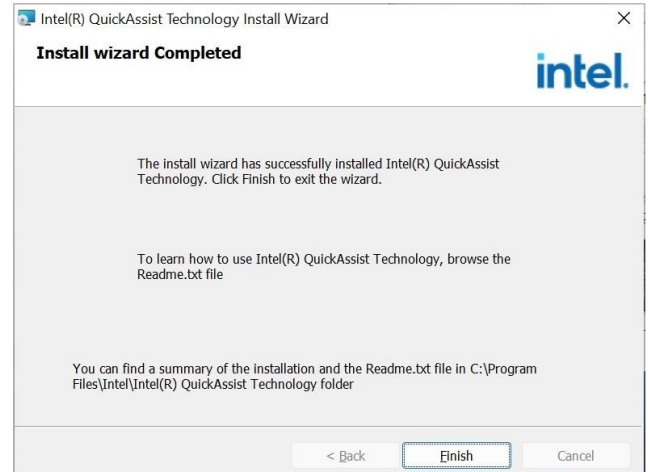 Intel(R) QuickAssist Technology Install Wizard
Install wizard Completed
intel.
The install wizard has successfully installed Intel(R) QuickAssist
Technology. Click Finish to exit the wizard.
To learn how to use Intel(R) QuickAssist Technology, browse the
Readme.txt file
You can find a summary of the installation and the Readme.txt file in C:\Program
Files\Intel\Intel(R) QuickAssist Technology folder
< Back
Finish
Cancel